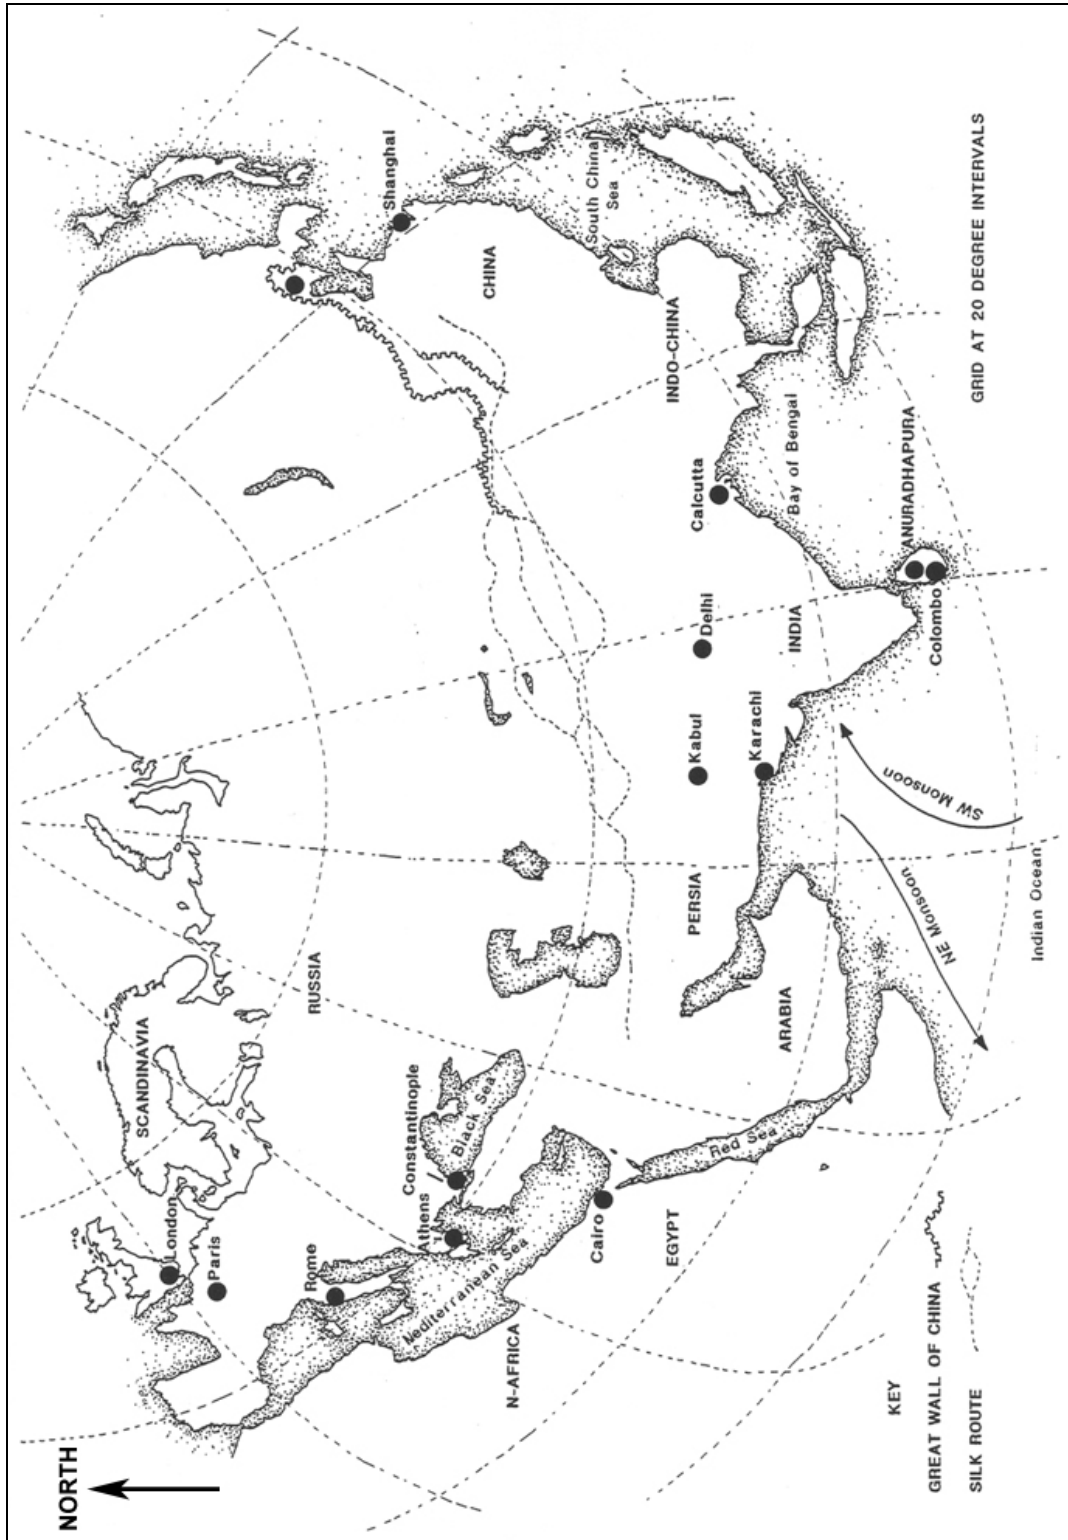 NORTH
SCANDINAVIA
London
Paris
RUSSIA
Rome
Shanghai
Constantinople
Athens
Black Sea
Nediterranean Sea
CHINA
N-AFRICA
South China
Sea
Cairo
EGYPT
INDO-CHINA
PERSIA
Kabul
Delhi
Calcutta
Karachi
Red Sea
ARABIA
INDIA
Bay of Bengal
ANURADHAPURA
Colombo
NE Monsoon
SW Monsoon
Indian Ocean
KEY
GREAT WALL OF CHINA
SILK ROUTE
GRID AT 20 DEGREE INTERVALS